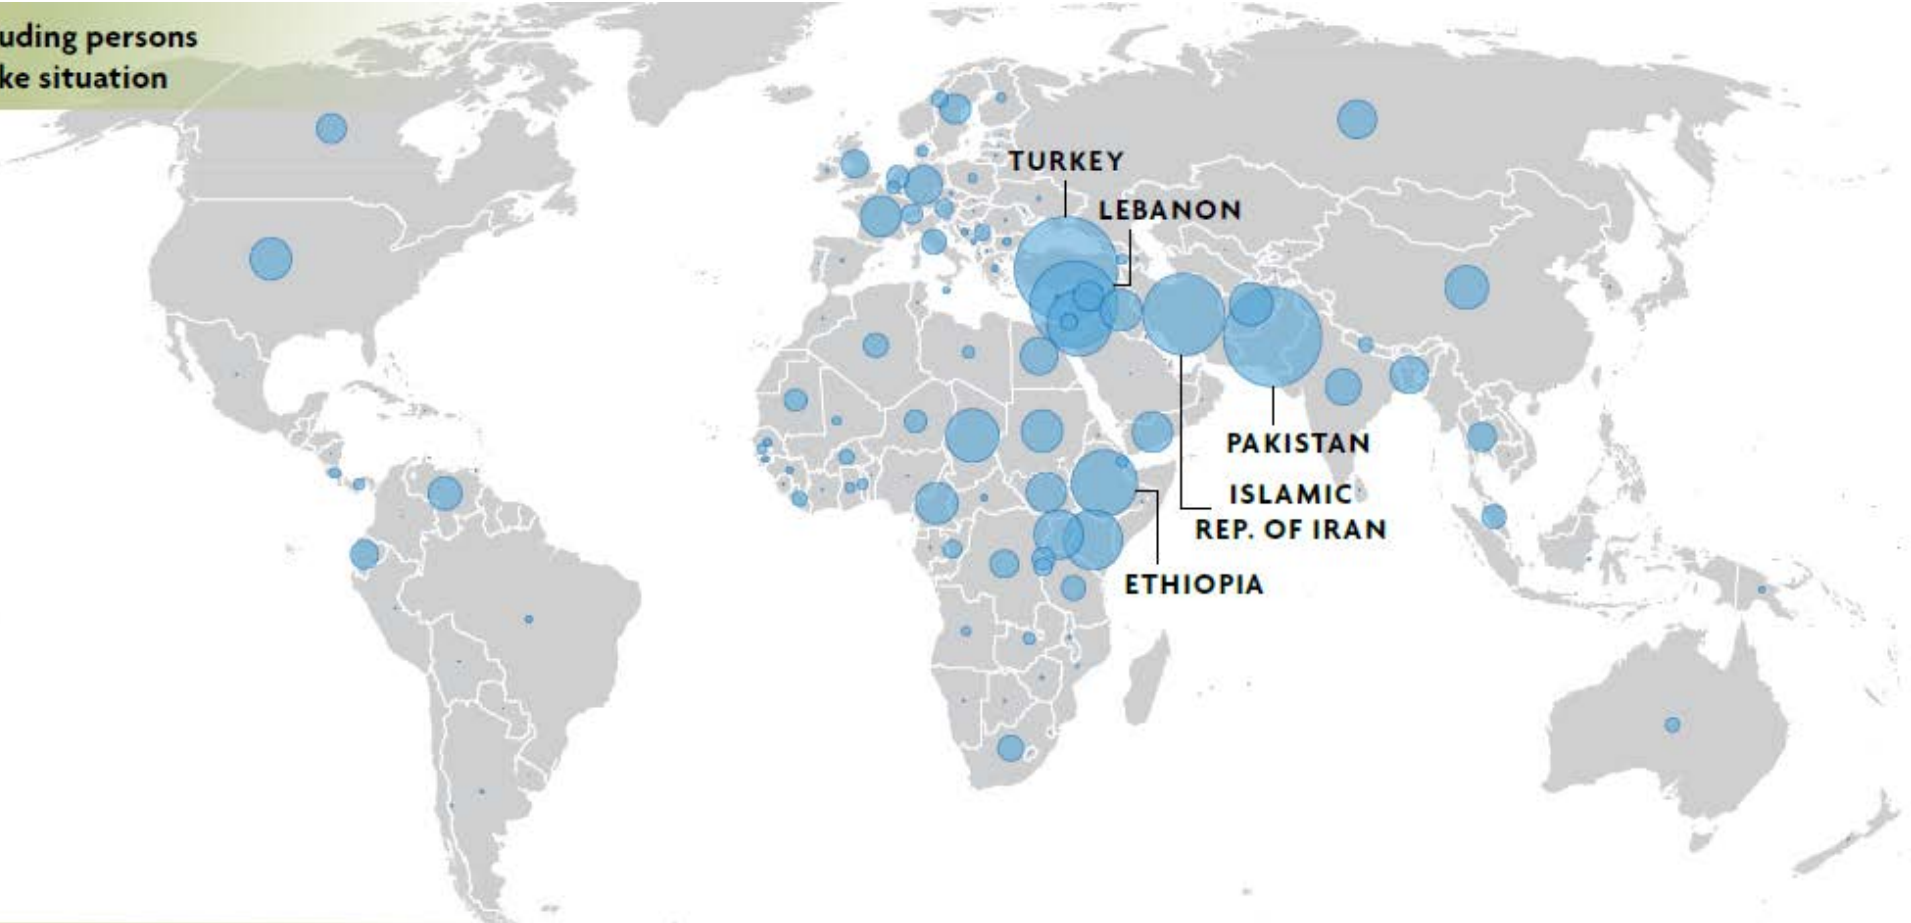 uding persons
ke situation
TURKEY
LEBANON
PAKISTAN
ISLAMIC
REP. OF IRAN
ETHIOPIA